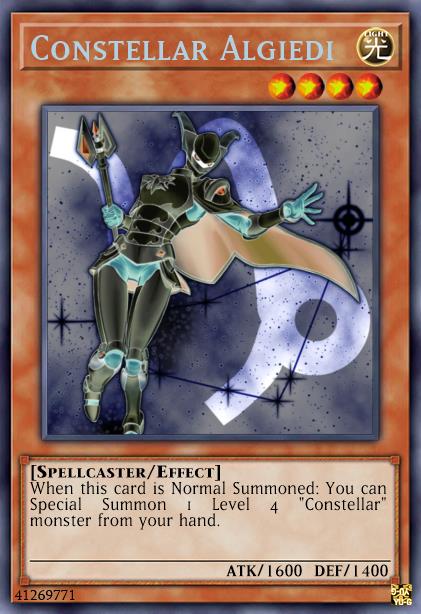 Constellar Algiedi
LIGHT
光
[Spellcaster/Effect]
When this card is Normal Summoned: You can
Special Summon 1 Level 4 "Constellar"
monster from your hand.
ATK/1600 DEF/1400
41269771